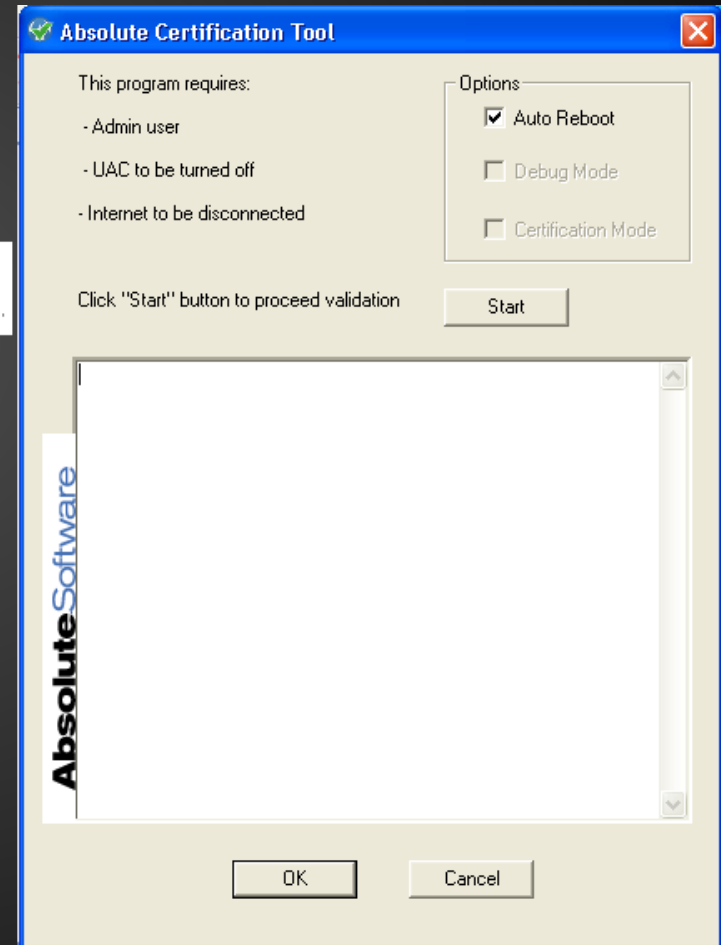 Absolute Certification Tool
This program requires:
- Admin user
- UAC to be turned off
- Internet to be disconnected
Options
Auto Reboot
Debug Mode
Certification Mode
Click "Start" button to proceed validation
Start
AbsoluteSoftware
OK
Cancel